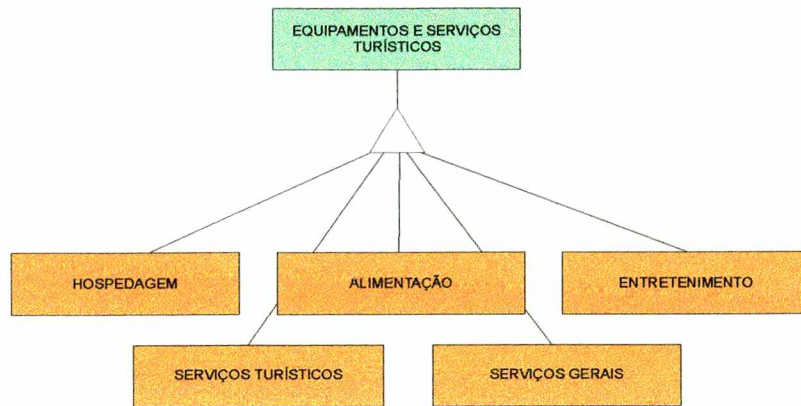 EQUIPAMENTOS E SERVIÇOS
TURÍSTICOS
HOSPEDAGEM
ALIMENTAÇÃO
ENTRETENIMENTO
SERVIÇOS TURÍSTICOS
SERVIÇOS GERAIS